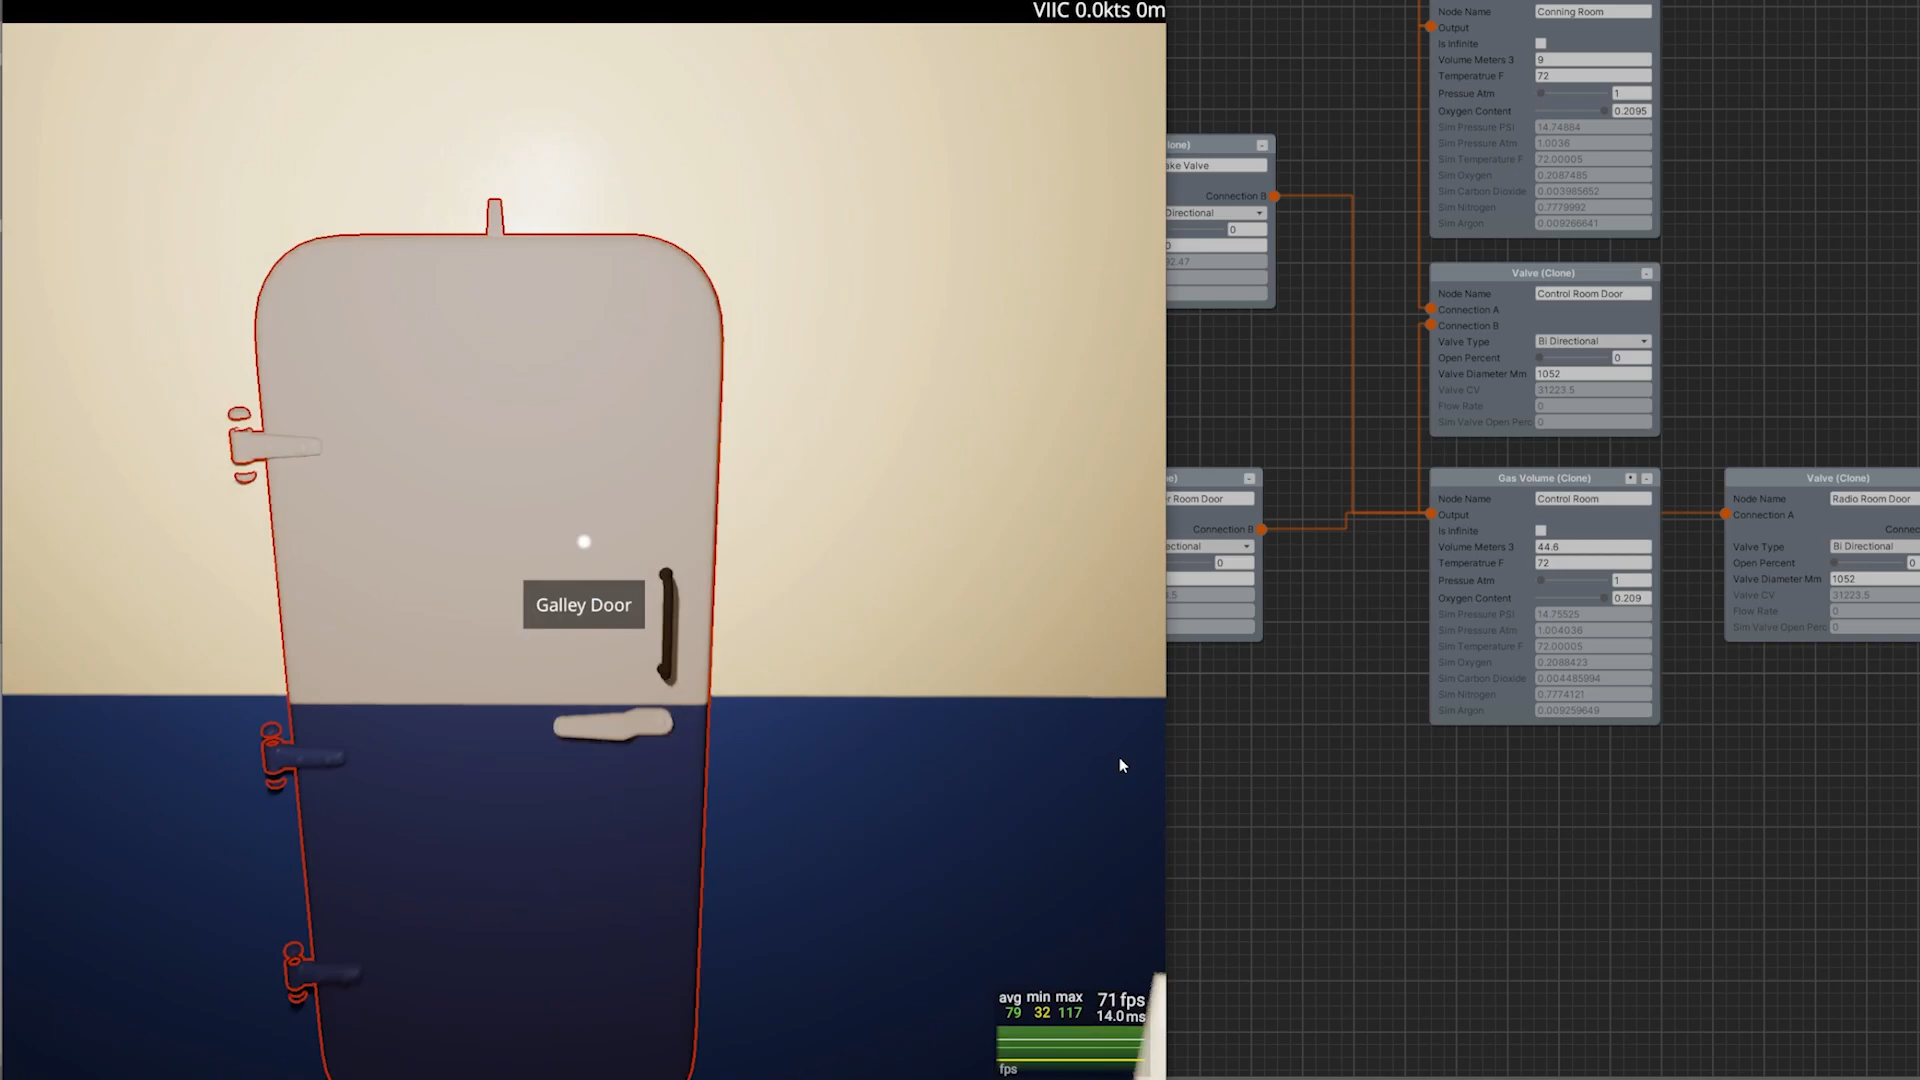 VIIC 0.0kts 0m
Galley Door
avg min max 71 fps
79 32 117 14.0 ms
fps
Node Name Conning Room
Output
Is Infinite
Volume Meters 3 9
Temperatrue F 72
Pressue Atm 1
Oxygen Content 0.2095
Sim Pressure PSI 14.74884
Sim Pressure Atm 1.0036
Sim Temperature F 72.00005
Sim Oxygen 0.2087485
Sim Carbon Dioxide 0.003985652
Sim Nitrogen 0.7779992
Sim Argon 0.009266641
lone) -
ake Valve
Connection B
Directional
0
0
92.47
Valve (Clone) -
Node Name Control Room Door
Connection A
Connection B
Valve Type Bi Directional
Open Percent 0
Valve Diameter Mm 1052
Valve CV 31223.5
Flow Rate 0
Sim Valve Open Perc 0
e) -
r Room Door
Connection B
ectional
0
.5
Gas Volume (Clone) * -
Node Name Control Room
Output
Is Infinite
Volume Meters 3 44.6
Temperatrue F 72
Pressue Atm 1
Oxygen Content 0.209
Sim Pressure PSI 14.75525
Sim Pressure Atm 1.004036
Sim Temperature F 72.00005
Sim Oxygen 0.2088423
Sim Carbon Dioxide 0.004485994
Sim Nitrogen 0.7774121
Sim Argon 0.009259649
Valve (Clone)
Node Name Radio Room Door
Connection A
Connec
Valve Type Bi Directional
Open Percent 0
Valve Diameter Mm 1052
Valve CV 31223.5
Flow Rate 0
Sim Valve Open Perc 0